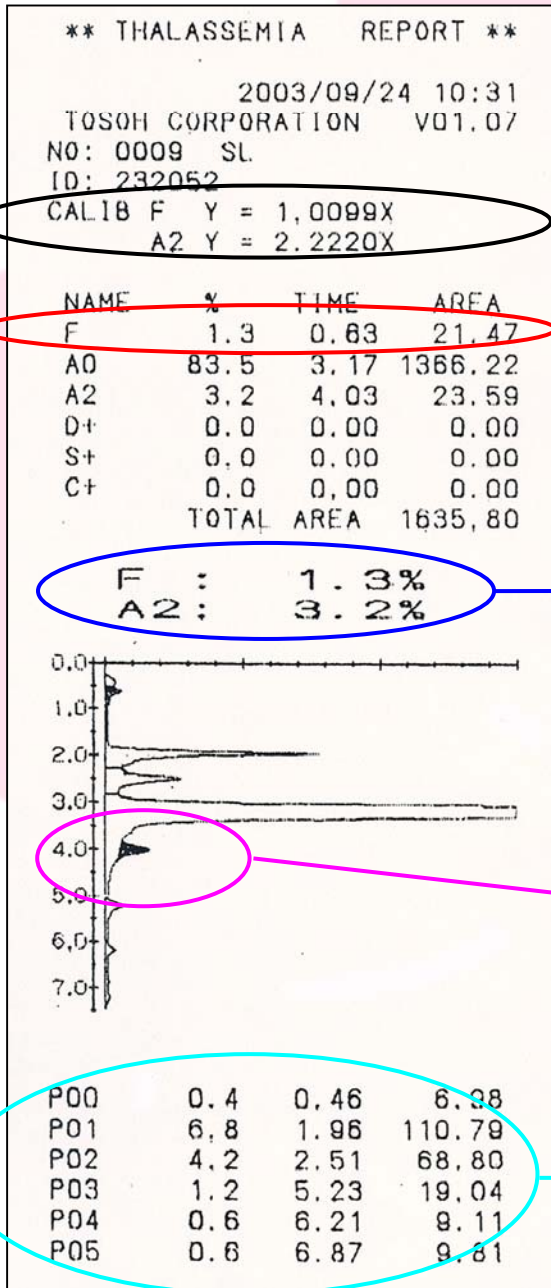 ** THALASSEMIA REPORT **
2003/09/24 10:31
TOSOH CORPORATION V01.07
NO: 0009 SL
ID: 232052
CALIB F Y = 1.0099X
A2 Y = 2.2220X
NAME % TIME AREA
F 1.3 0.63 21.47
A0 83.5 3.17 1366.22
A2 3.2 4.03 23.59
D+ 0.0 0.00 0.00
S+ 0.0 0.00 0.00
C+ 0.0 0.00 0.00
TOTAL AREA 1635.80
F : 1.3%
A2: 3.2%
0.0
1.0
2.0
3.0
4.0
5.0
6.0
7.0
P00 0.4 0.46
P01 6.8 1.96 110.79
P02 4.2 2.51 68.80
P03 1.2 5.23 19.04
P04 0.6 6.21 9.11
P05 0.6 6.87 9.81